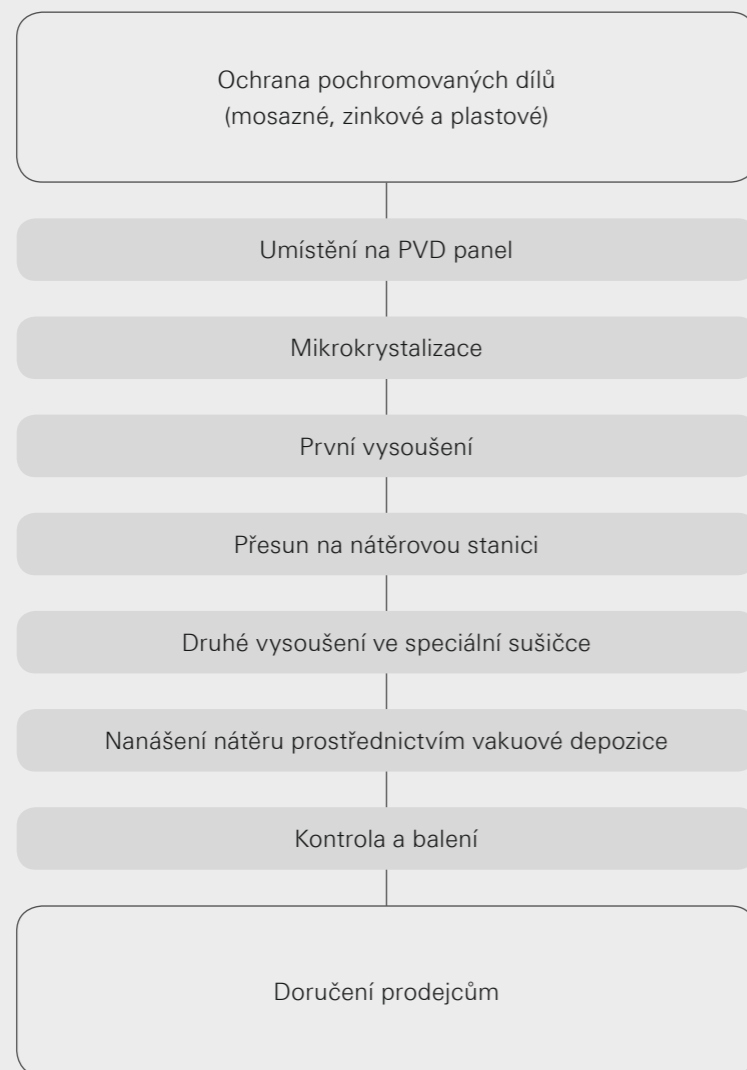 Ochrana pochromovaných dílů
(mosazné, zinkové a plastové)
Umístění na PVD panel
Mikrokrystalizace
První vysoušení
Přesun na nátěrovou stanici
Druhé vysoušení ve speciální sušičce
Nanášení nátěru prostřednictvím vakuové depozice
Kontrola a balení
Doručení prodejcům